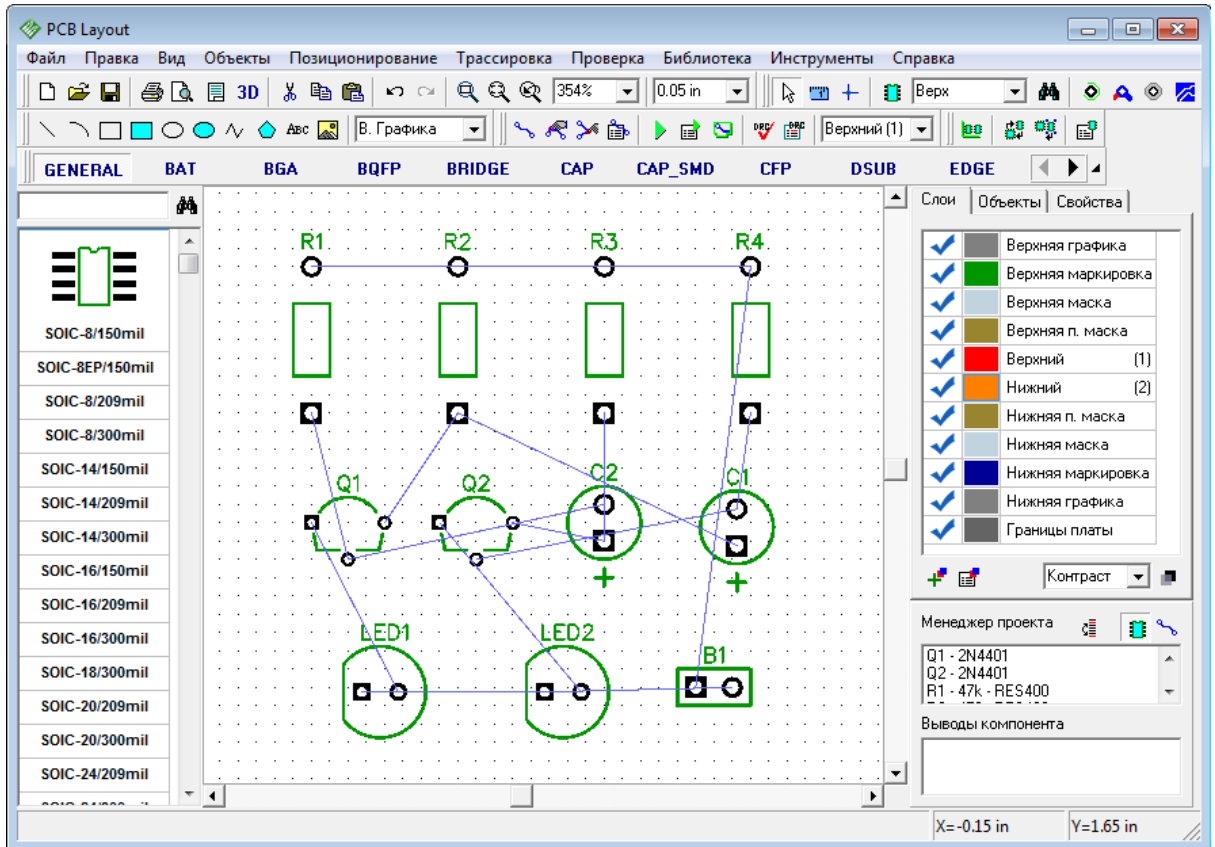 PCB Layout
Файл Правка Вид Объекты Позиционирование Трассировка Проверка Библиотека Инструменты Справка
3D 354% 0.05 in Верх
ABC В. Графика DRC DRC Верхний (1)
GENERAL BAT BGA BQFP BRIDGE CAP CAP_SMD CFP DSUB EDGE
SOIC-8/150mil
SOIC-8EP/150mil
SOIC-8/209mil
SOIC-8/300mil
SOIC-14/150mil
SOIC-14/209mil
SOIC-14/300mil
SOIC-16/150mil
SOIC-16/209mil
SOIC-16/300mil
SOIC-18/300mil
SOIC-20/209mil
SOIC-20/300mil
SOIC-24/209mil
R1 R2 R3 R4
Q1 Q2 C2 C1
+ +
LED1 LED2 B1
Слои Объекты Свойства
Верхняя графика
Верхняя маркировка
Верхняя маска
Верхняя п. маска
Верхний (1)
Нижний (2)
Нижняя п. маска
Нижняя маска
Нижняя маркировка
Нижняя графика
Границы платы
Контраст
Менеджер проекта
Q1 - 2N4401
Q2 - 2N4401
R1 - 47k - RES400
Выводы компонента
X=-0.15 in Y=1.65 in